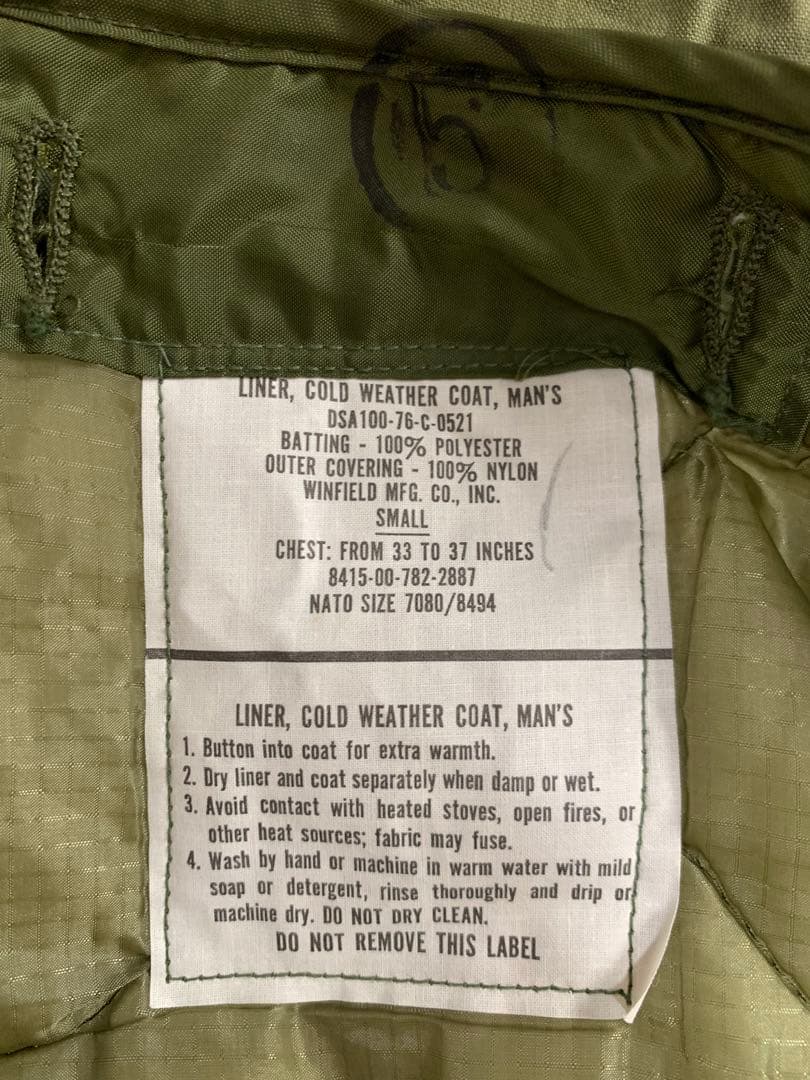 5
LINER, COLD WEATHER COAT, MAN'S
DSA100-76-C-0521
BATTING - 100% POLYESTER
OUTER COVERING - 100% NYLON
WINFIELD MFG. CO., INC.
SMALL
CHEST: FROM 33 TO 37 INCHES
8415-00-782-2887
NATO SIZE 7080/8494
LINER, COLD WEATHER COAT, MAN'S
1. Button into coat for extra warmth.
2. Dry liner and coat separately when damp or wet.
3. Avoid contact with heated stoves, open fires, or
other heat sources; fabric may fuse.
4. Wash by hand or machine in warm water with mild
soap or detergent, rinse thoroughly and drip or
machine dry. DO NOT DRY CLEAN.
DO NOT REMOVE THIS LABEL